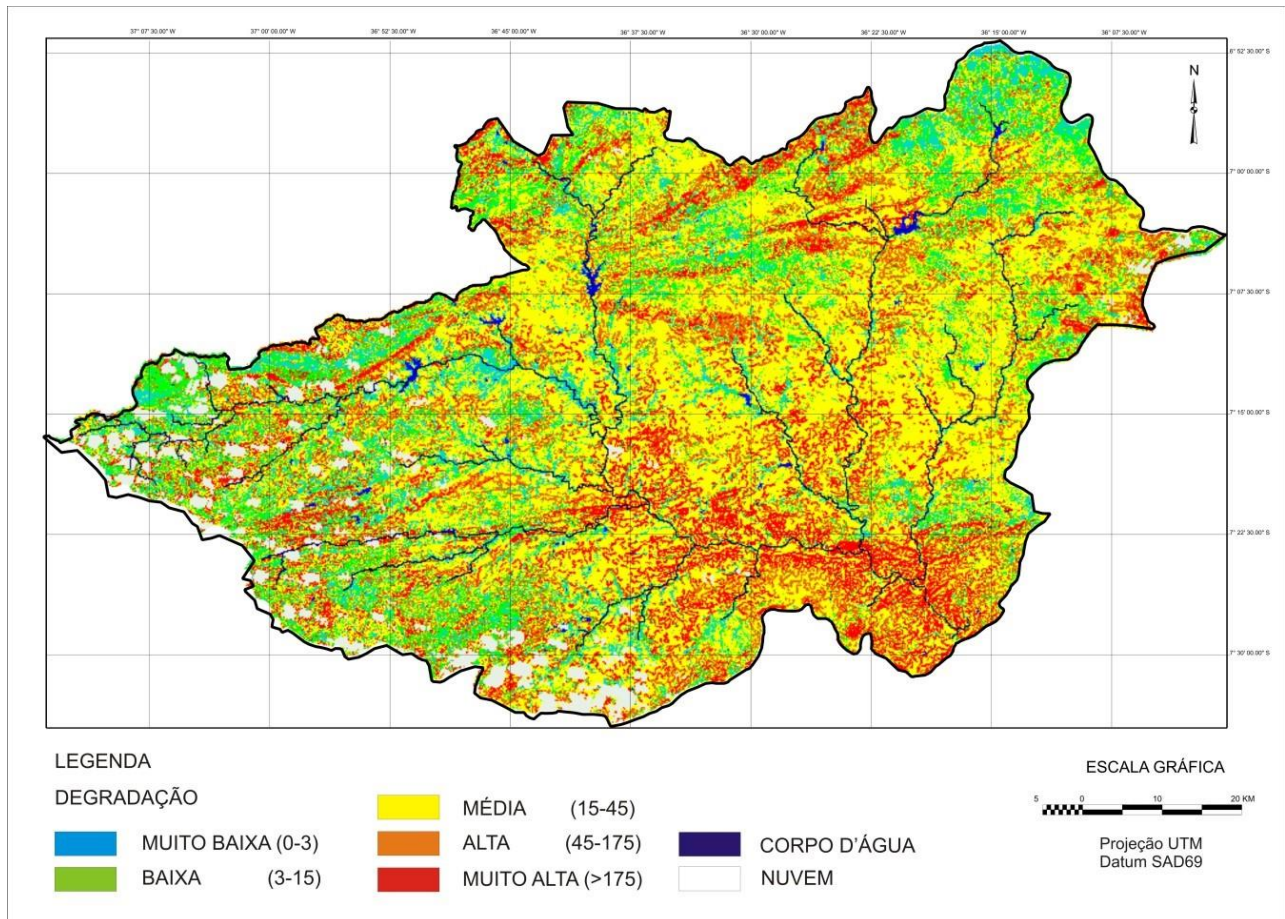 37° 07' 30.00" W 37° 00' 00.00" W 36° 52' 30.00" W 36° 45' 00.00" W 36° 37' 30.00" W 36° 30' 00.00" W 36° 22' 30.00" W 36° 15' 00.00" W 36° 07' 30.00" W
6° 52' 30.00" S
N
7° 00' 00.00" S
7° 07' 30.00" S
7° 15' 00.00" S
7° 22' 30.00" S
7° 30' 00.00" S
LEGENDA
DEGRADAÇÃO
MUITO BAIXA (0-3)
BAIXA (3-15)
MÉDIA (15-45)
ALTA (45-175)
MUITO ALTA (>175)
CORPO D'ÁGUA
NUVEM
ESCALA GRÁFICA
5 0 10 20 KM
Projeção UTM
Datum SAD69